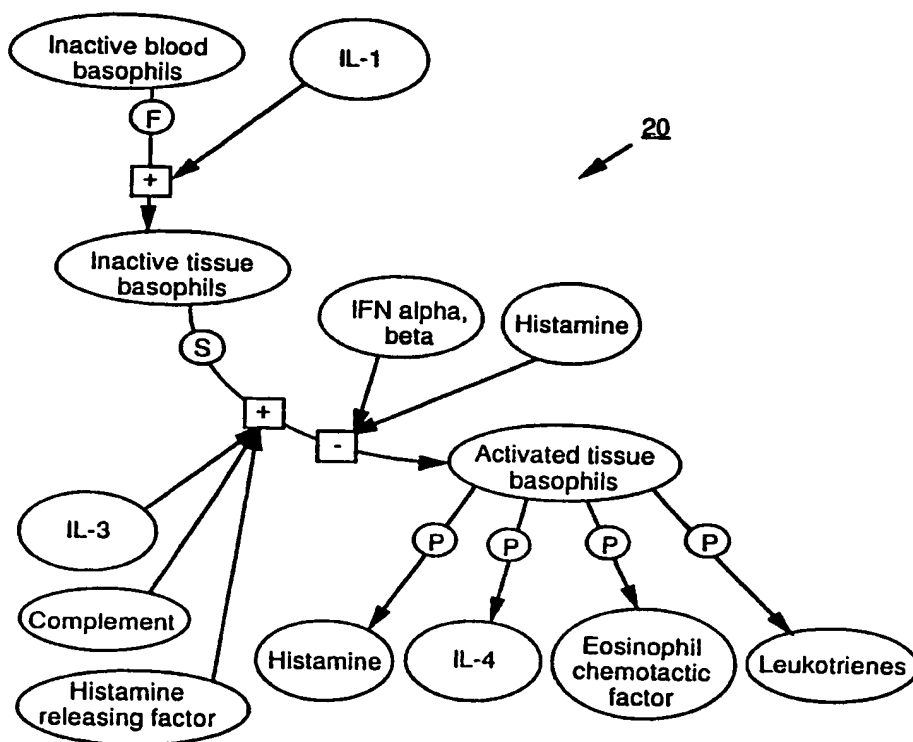 Inactive blood
basophils
IL-1
F
20
+
Inactive tissue
basophils
IFN alpha,
beta
Histamine
S
+
-
Activated tissue
basophils
IL-3
P
P
P
P
Complement
Histamine
IL-4
Eosinophil
chemotactic
factor
Leukotrienes
Histamine
releasing factor